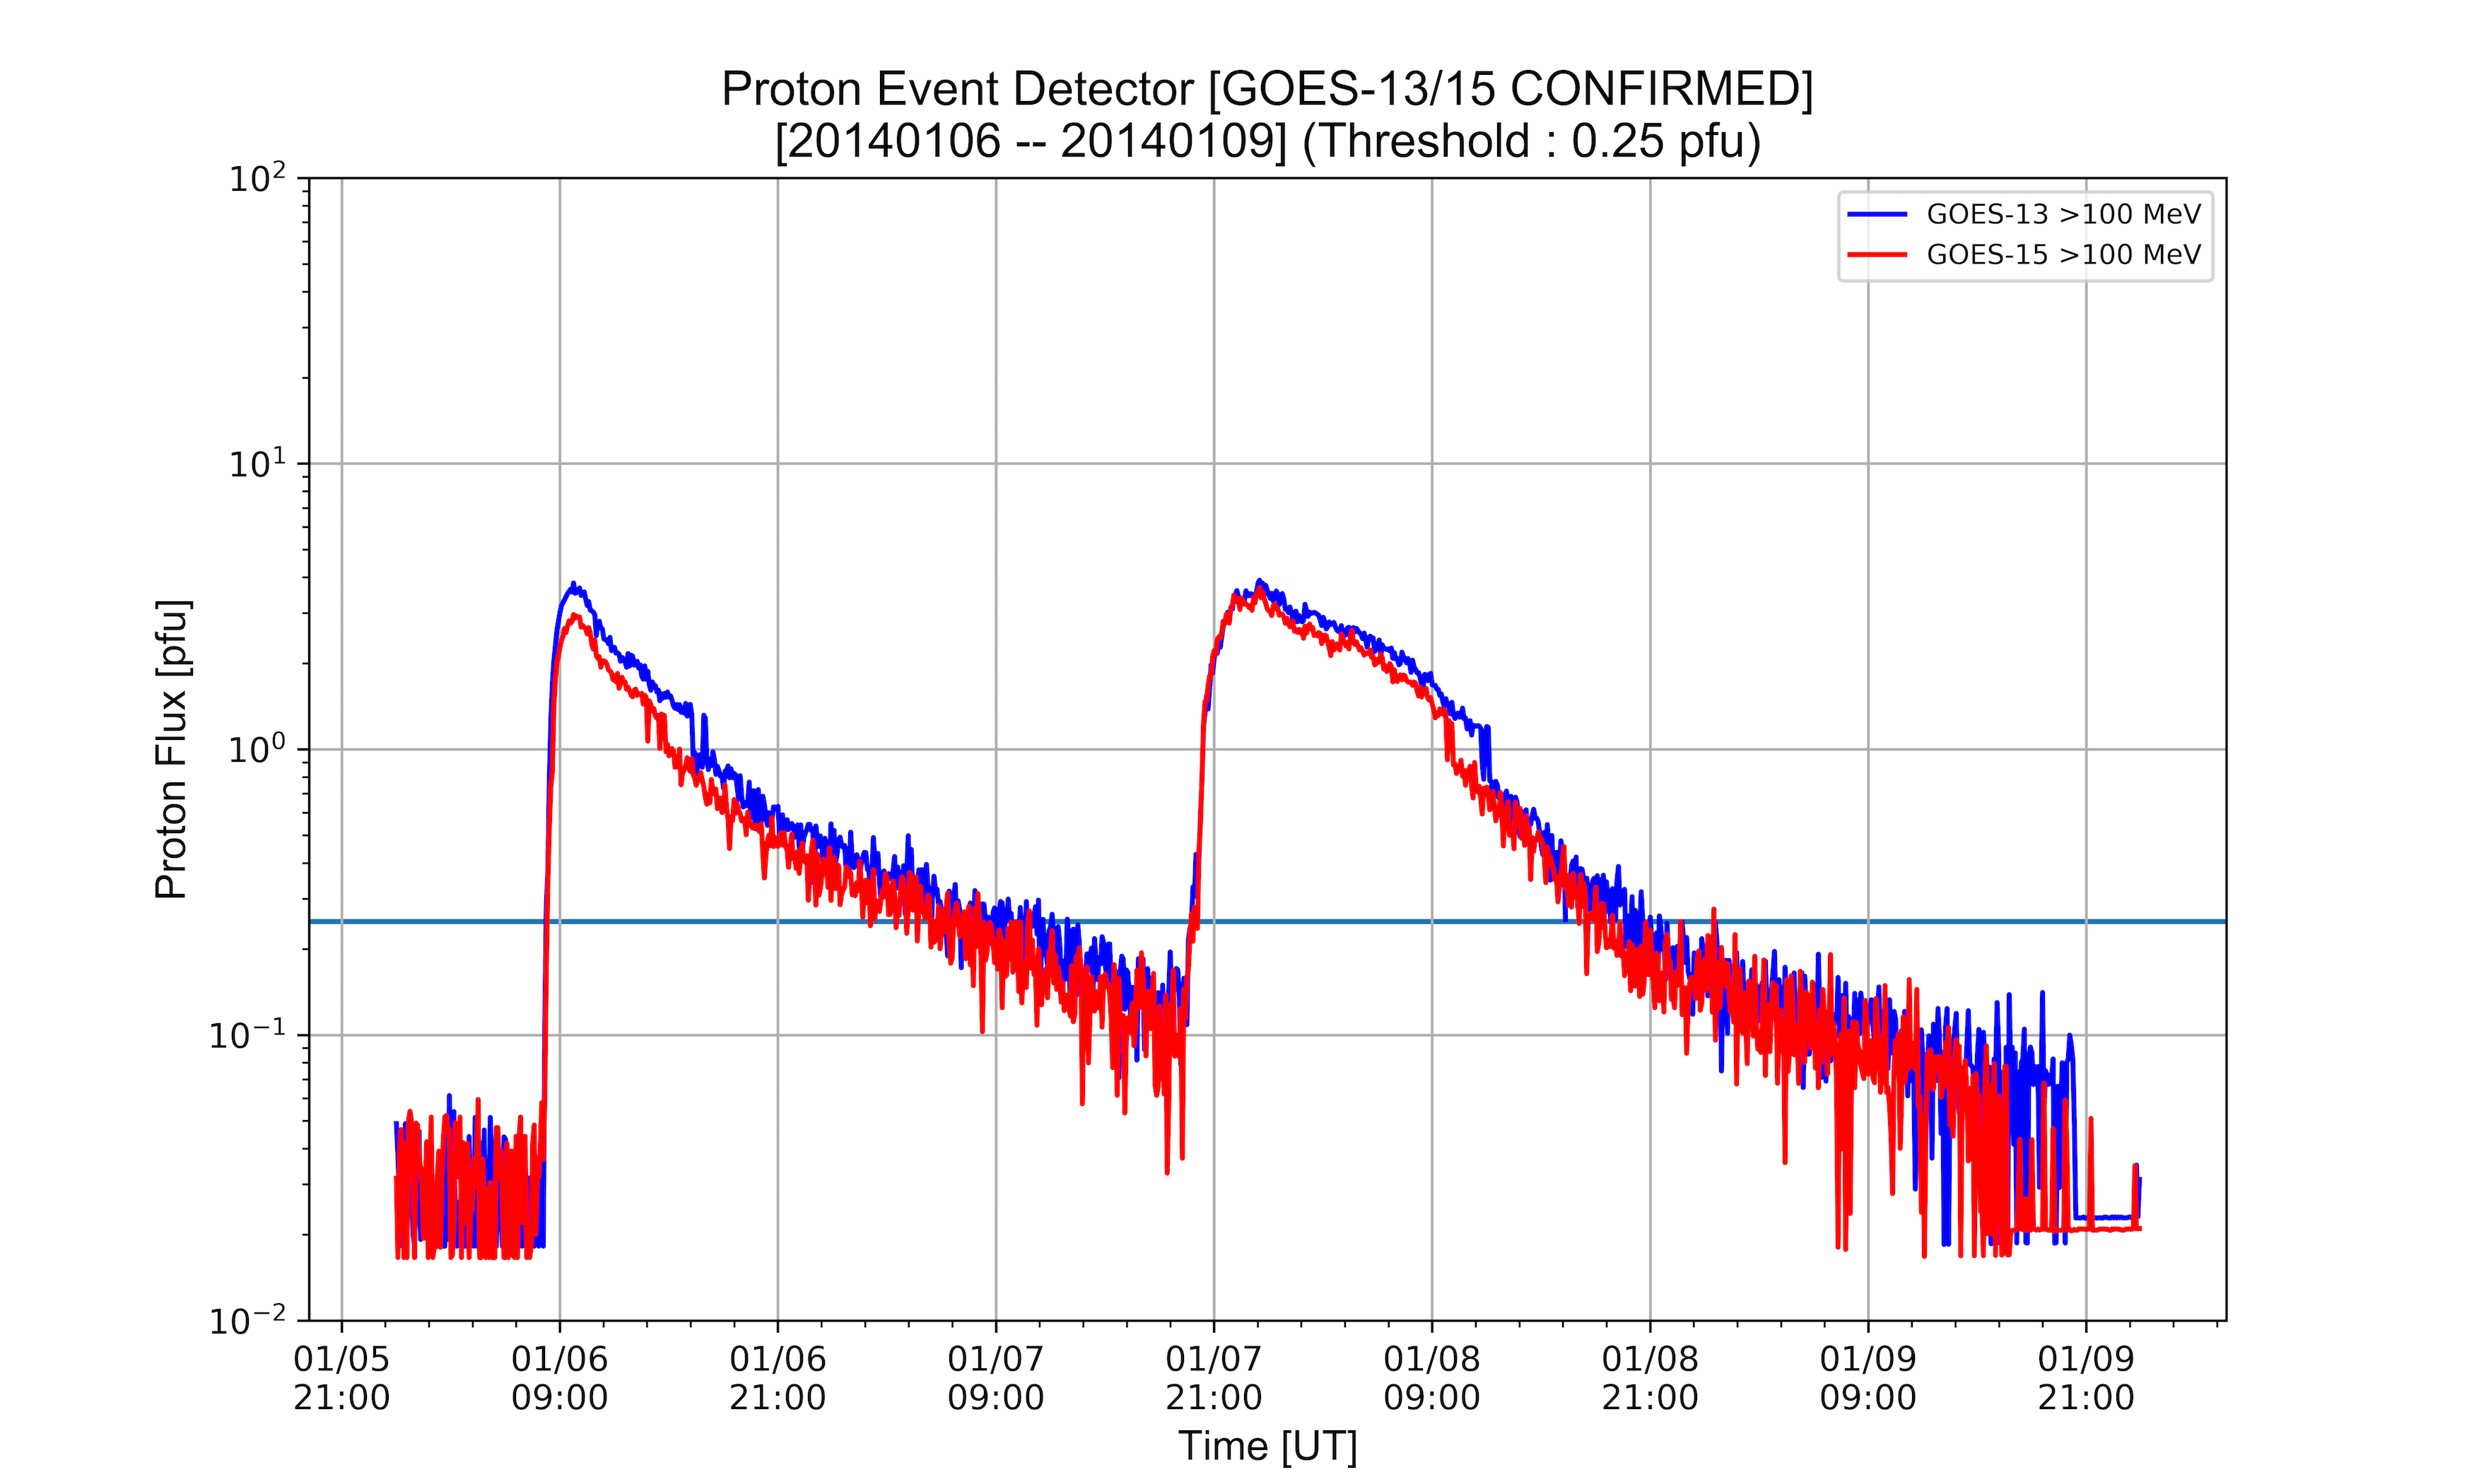 Proton Event Detector [GOES-13/15 CONFIRMED]
[20140106 -- 20140109] (Threshold : 0.25 pfu)
GOES-13 >100 MeV
GOES-15 >100 MeV
Proton Flux [pfu]
10²
10¹
10⁰
10⁻¹
10⁻²
01/05 01/06 01/06 01/07 01/07 01/08 01/08 01/09 01/09
21:00 09:00 21:00 09:00 21:00 09:00 21:00 09:00 21:00
Time [UT]